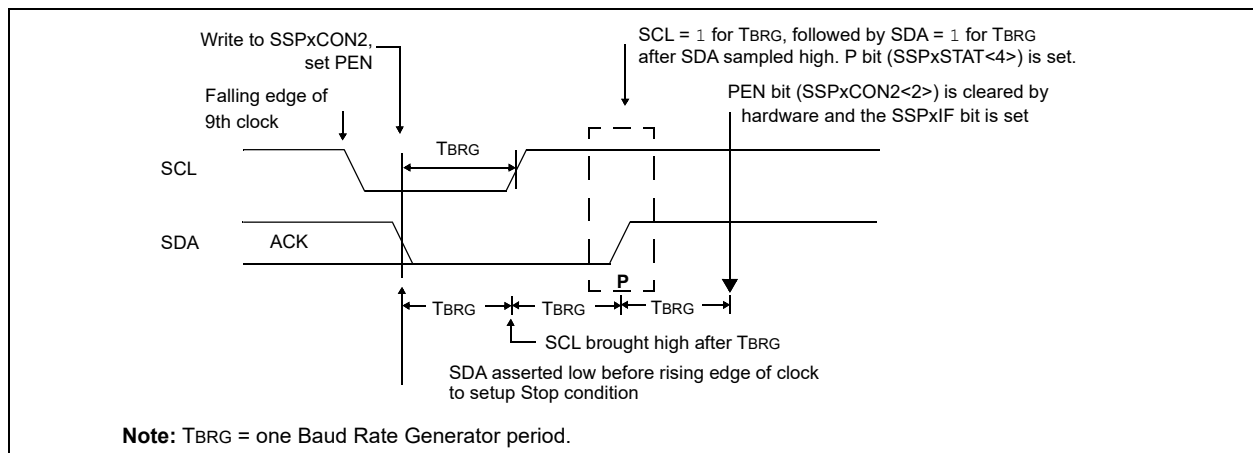 Write to SSPxCON2,
set PEN
SCL = 1 for TBRG, followed by SDA = 1 for TBRG
after SDA sampled high. P bit (SSPxSTAT<4>) is set.
PEN bit (SSPxCON2<2>) is cleared by
hardware and the SSPxIF bit is set
Falling edge of
9th clock
TBRG
SCL
SDA
ACK
P
TBRG
TBRG
TBRG
SCL brought high after TBRG
SDA asserted low before rising edge of clock
to setup Stop condition
Note: TBRG = one Baud Rate Generator period.